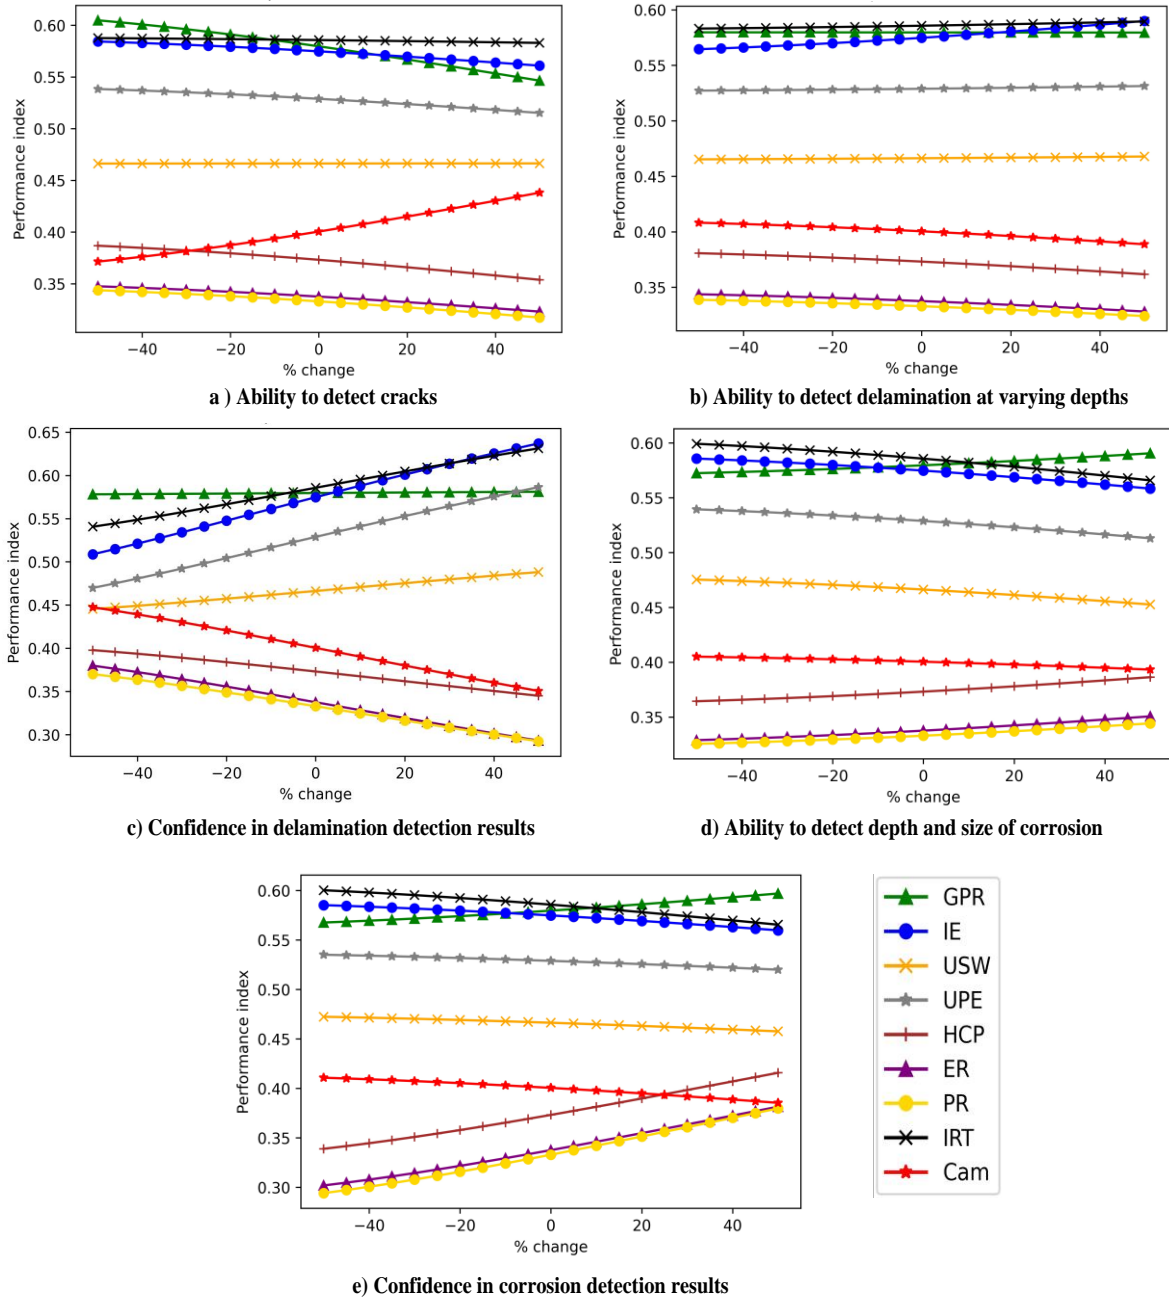 0.60
0.55
0.50
0.45
0.40
0.35
Performance index
−40 −20 0 20 40
% change
a ) Ability to detect cracks
0.60
0.55
0.50
0.45
0.40
0.35
Performance index
−40 −20 0 20 40
% change
b) Ability to detect delamination at varying depths
0.65
0.60
0.55
0.50
0.45
0.40
0.35
0.30
Performance index
−40 −20 0 20 40
% change
c) Confidence in delamination detection results
0.60
0.55
0.50
0.45
0.40
0.35
Performance index
−40 −20 0 20 40
% change
d) Ability to detect depth and size of corrosion
0.60
0.55
0.50
0.45
0.40
0.35
0.30
Performance index
−40 −20 0 20 40
% change
e) Confidence in corrosion detection results
GPR
IE
USW
UPE
HCP
ER
PR
IRT
Cam